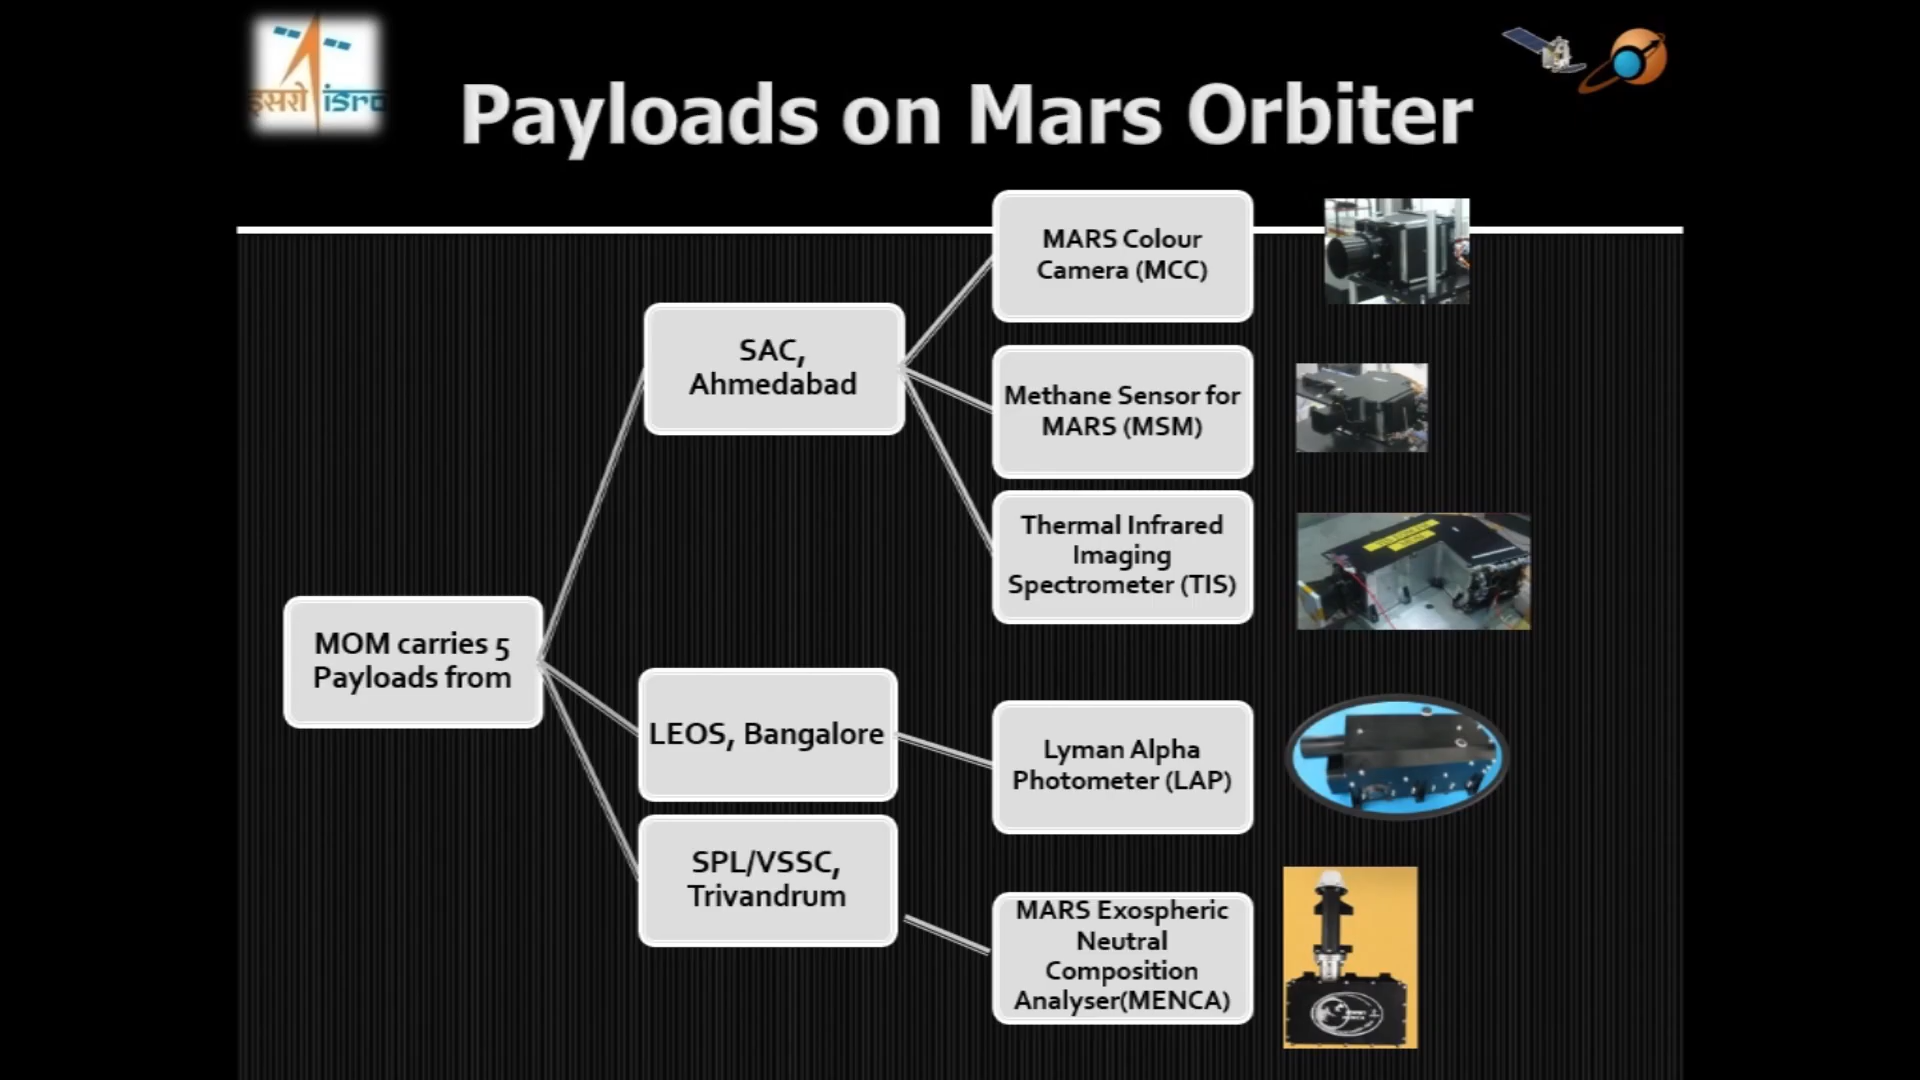 इसरो isro
Payloads on Mars Orbiter
MARS Colour
Camera (MCC)
SAC,
Ahmedabad
Methane Sensor for
MARS (MSM)
Thermal Infrared
Imaging
Spectrometer (TIS)
MOM carries 5
Payloads from
LEOS, Bangalore
Lyman Alpha
Photometer (LAP)
SPL/VSSC,
Trivandrum
MARS Exospheric
Neutral
Composition
Analyser(MENCA)